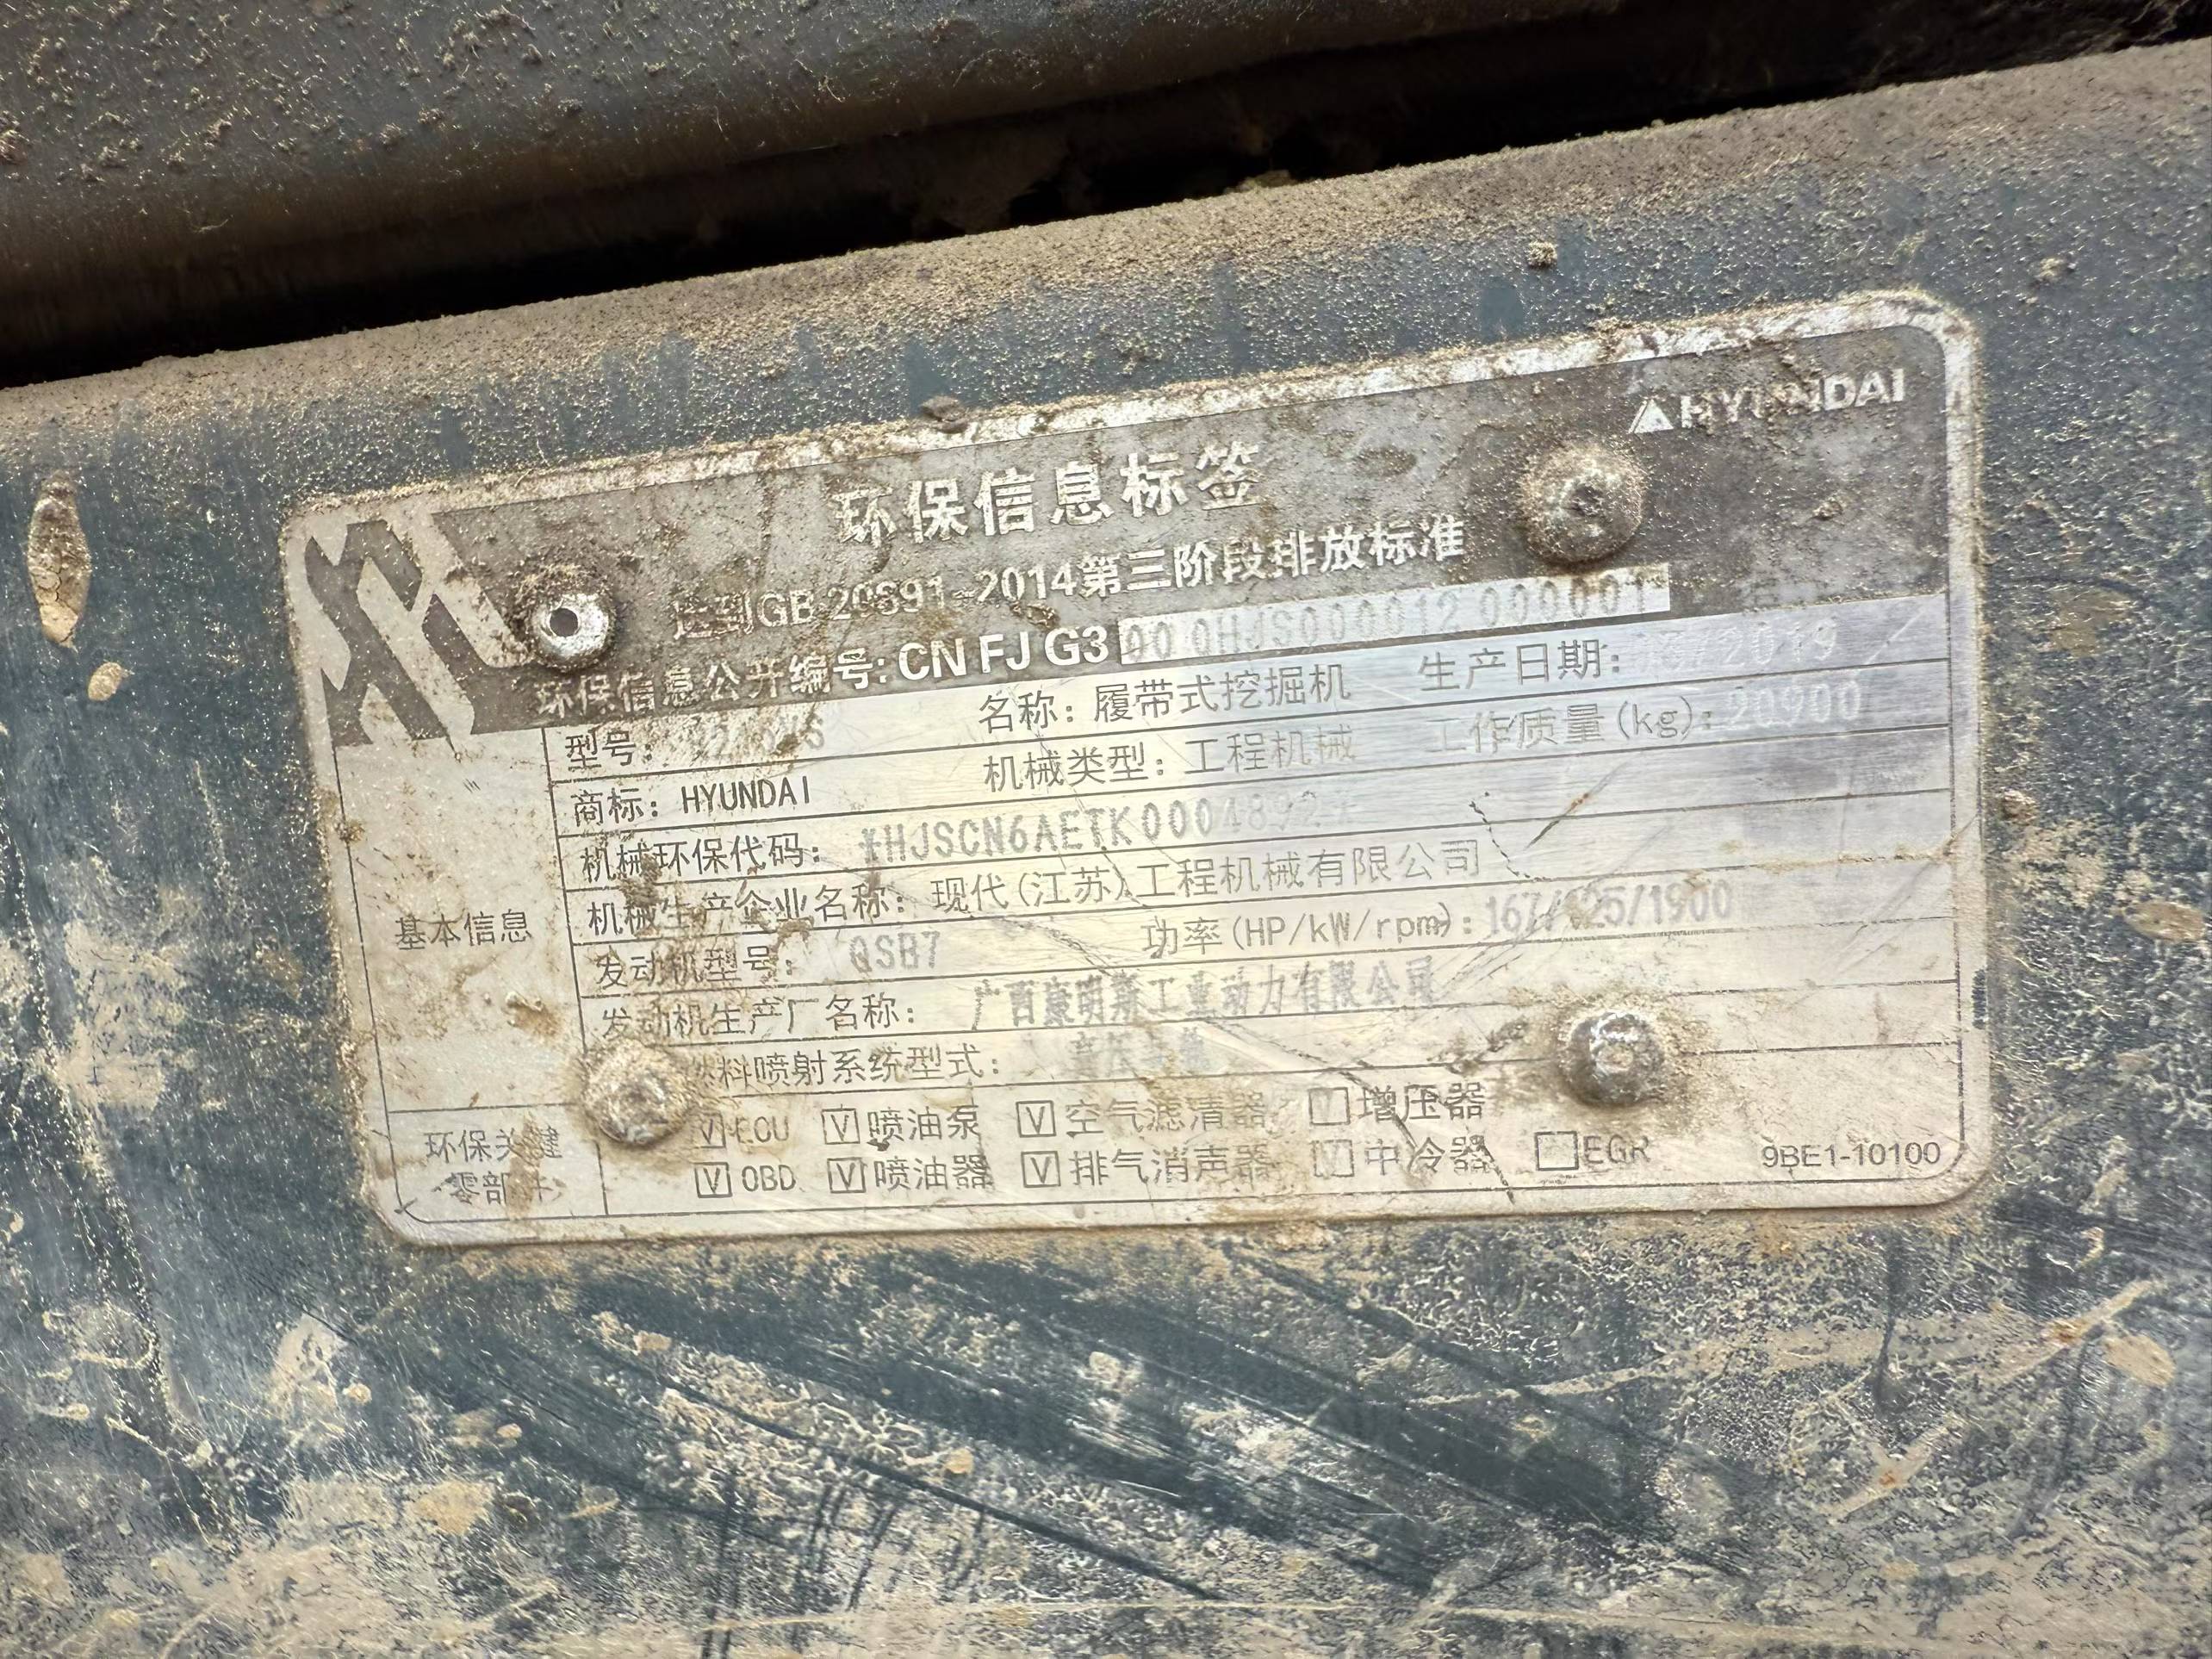 HYUNDAI
环保信息标签
达到GB 20891-2014第三阶段排放标准
环保信息公开编号: CN FJ G3 00 0HJS000012 000001
型号: 名称: 履带式挖掘机 生产日期:
商标: HYUNDAI 机械类型: 工程机械 工作质量(kg):
机械环保代码:
机械生产企业名称: 现代(江苏)工程机械有限公司
基本信息
发动机型号: QSB7 功率(HP/kW/rpm): 167/125/1900
发动机生产厂名称: 广西康明斯工业动力有限公司
燃料喷射系统型式:
环保关键
零部件
V ECU V 喷油泵 V 空气滤清器 V 增压器
V OBD V 喷油器 V 排气消声器 V 中冷器 EGR 9BE1-10100